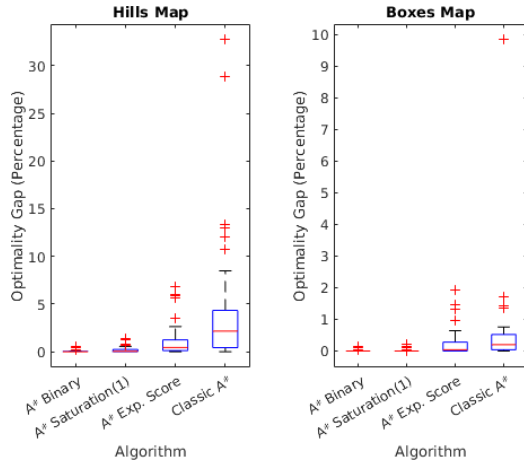 Hills Map
Optimality Gap (Percentage)
30
25
20
15
10
5
0
A* Binary
A* Saturation(1)
A* Exp. Score
Classic A*
Algorithm
Boxes Map
Optimality Gap (Percentage)
10
9
8
7
6
5
4
3
2
1
0
A* Binary
A* Saturation(1)
A* Exp. Score
Classic A*
Algorithm